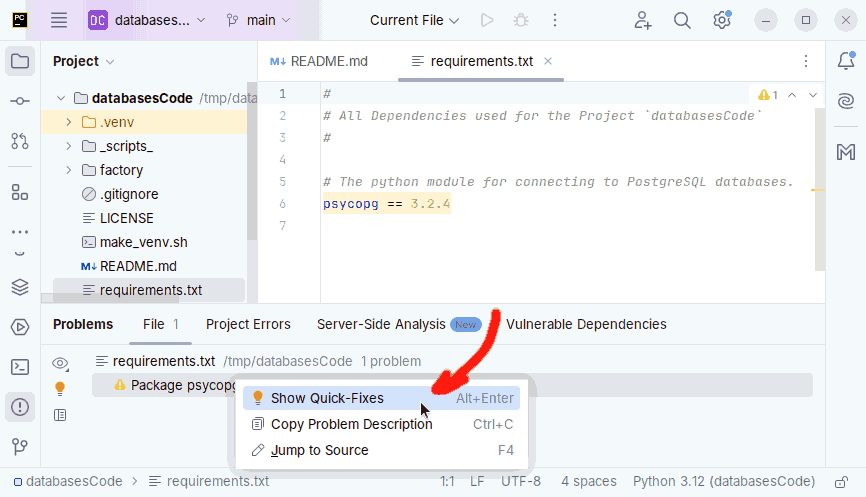 PC DC databases... main Current File
Project README.md requirements.txt
databasesCode /tmp/data
.venv
_scripts_
factory
.gitignore
LICENSE
make_venv.sh
README.md
requirements.txt
1 #
2 # All Dependencies used for the Project `databasesCode`
3 #
4
5 # The python module for connecting to PostgreSQL databases.
6 psycopg == 3.2.4
7
1
Problems File 1 Project Errors Server-Side Analysis New Vulnerable Dependencies
requirements.txt /tmp/databasesCode 1 problem
Package psycopg
Show Quick-Fixes Alt+Enter
Copy Problem Description Ctrl+C
Jump to Source F4
databasesCode > requirements.txt 1:1 LF UTF-8 4 spaces Python 3.12 (databasesCode)